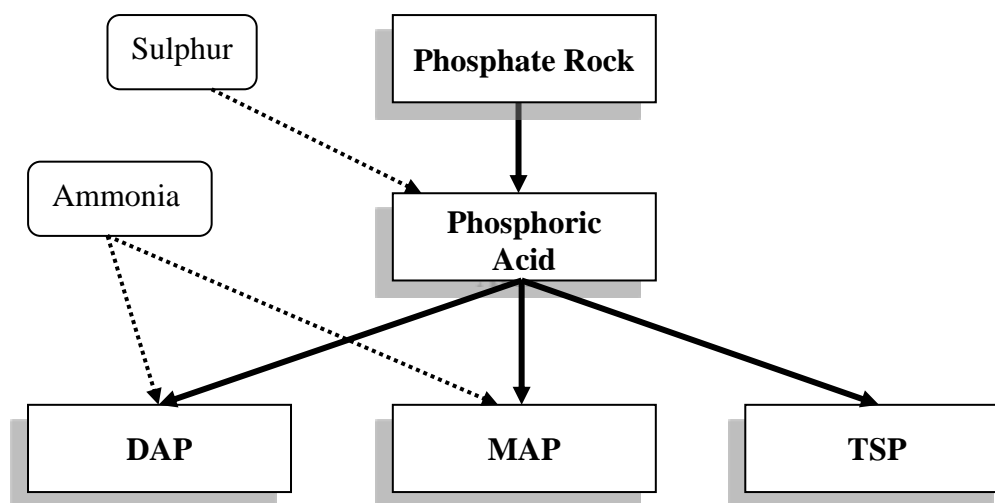 Sulphur
Phosphate Rock
Ammonia
Phosphoric
Acid
DAP
MAP
TSP